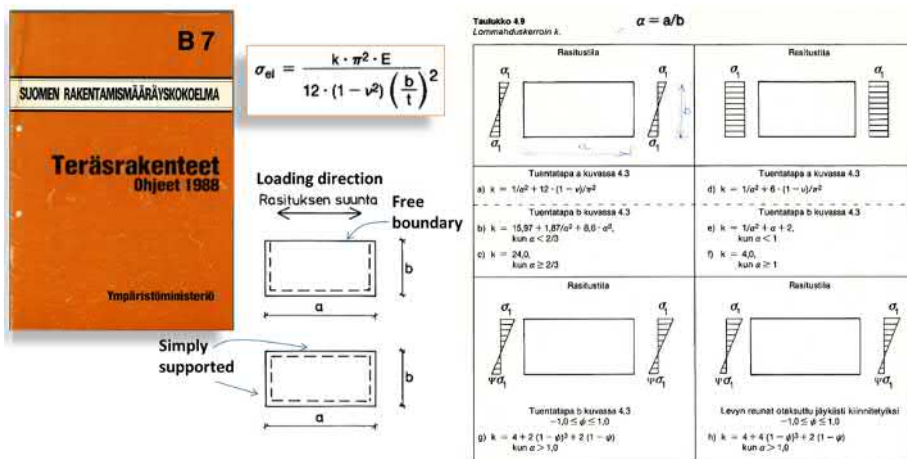 B 7
SUOMEN RAKENTAMISMÄÄRÄYSKOKOELMA
Teräsrakenteet
Ohjeet 1988
Ympäristöministeriö
σel = k · π² · E / 12 · (1 − ν²) (b/t)²
Loading direction
Rasituksen suunta
Free
boundary
b
a
Simply
supported
b
a
Taulukko 4.9
Lommahduskerroin k.
α = a/b
Rasitustila
σ1 σ1
σ1 σ1
b
a
Tuentatapa a kuvassa 4.3
a) k = 1/α² + 12 · (1 − ν)/π²
Tuentatapa b kuvassa 4.3
b) k = 15,97 + 1,87/α² + 8,6 · α²,
kun α < 2/3
c) k = 24,0,
kun α ≥ 2/3
Rasitustila
σ1 σ1
Tuentatapa a kuvassa 4.3
d) k = 1/α² + 6 · (1 − ν)/π²
Tuentatapa b kuvassa 4.3
kun α < 1
f) k = 4,0,
kun α ≥ 1
Rasitustila
σ1 σ1
ψσ1 ψσ1
Tuentatapa b kuvassa 4.3
−1,0 ≤ ψ ≤ 1,0
g) k = 4 + 2 (1 − ψ)³ + 2 (1 − ψ)
kun α > 1,0
Rasitustila
σ1 σ1
ψσ1 ψσ1
Levyn reunat otaksuttu jäykästi kiinnitetyiksi
−1,0 ≤ ψ ≤ 1,0
h) k = 4 + 4 (1 − ψ)³ + 2 (1 − ψ)
kun α > 1,0